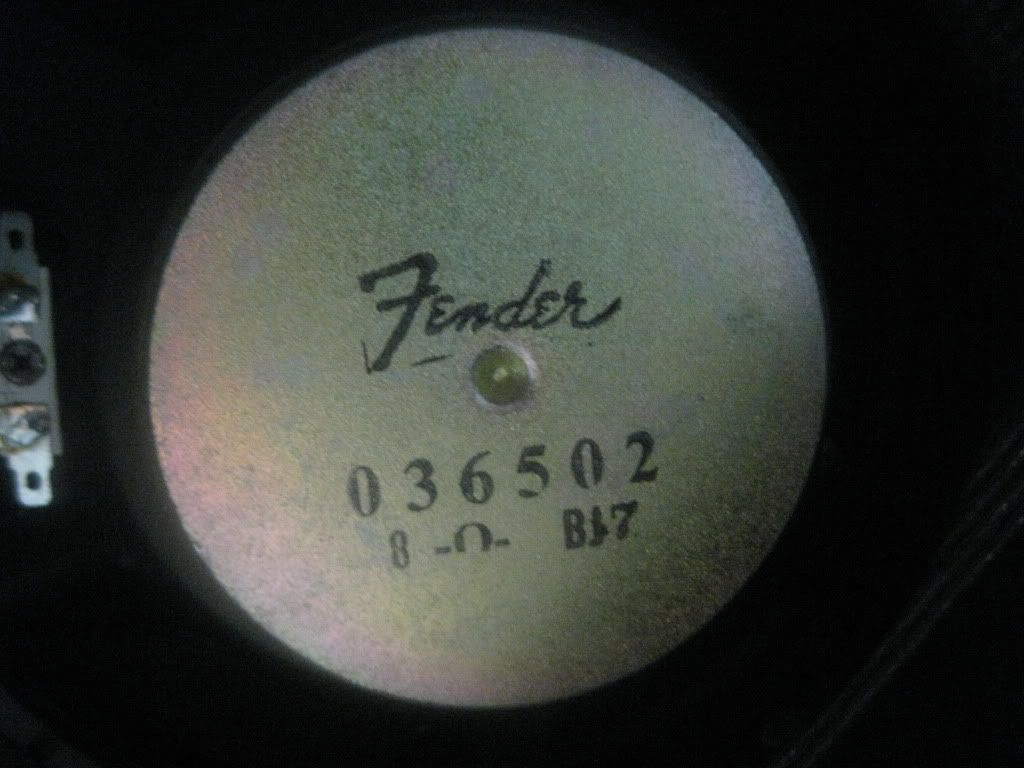 Fender
036502
8 -Ω- B17